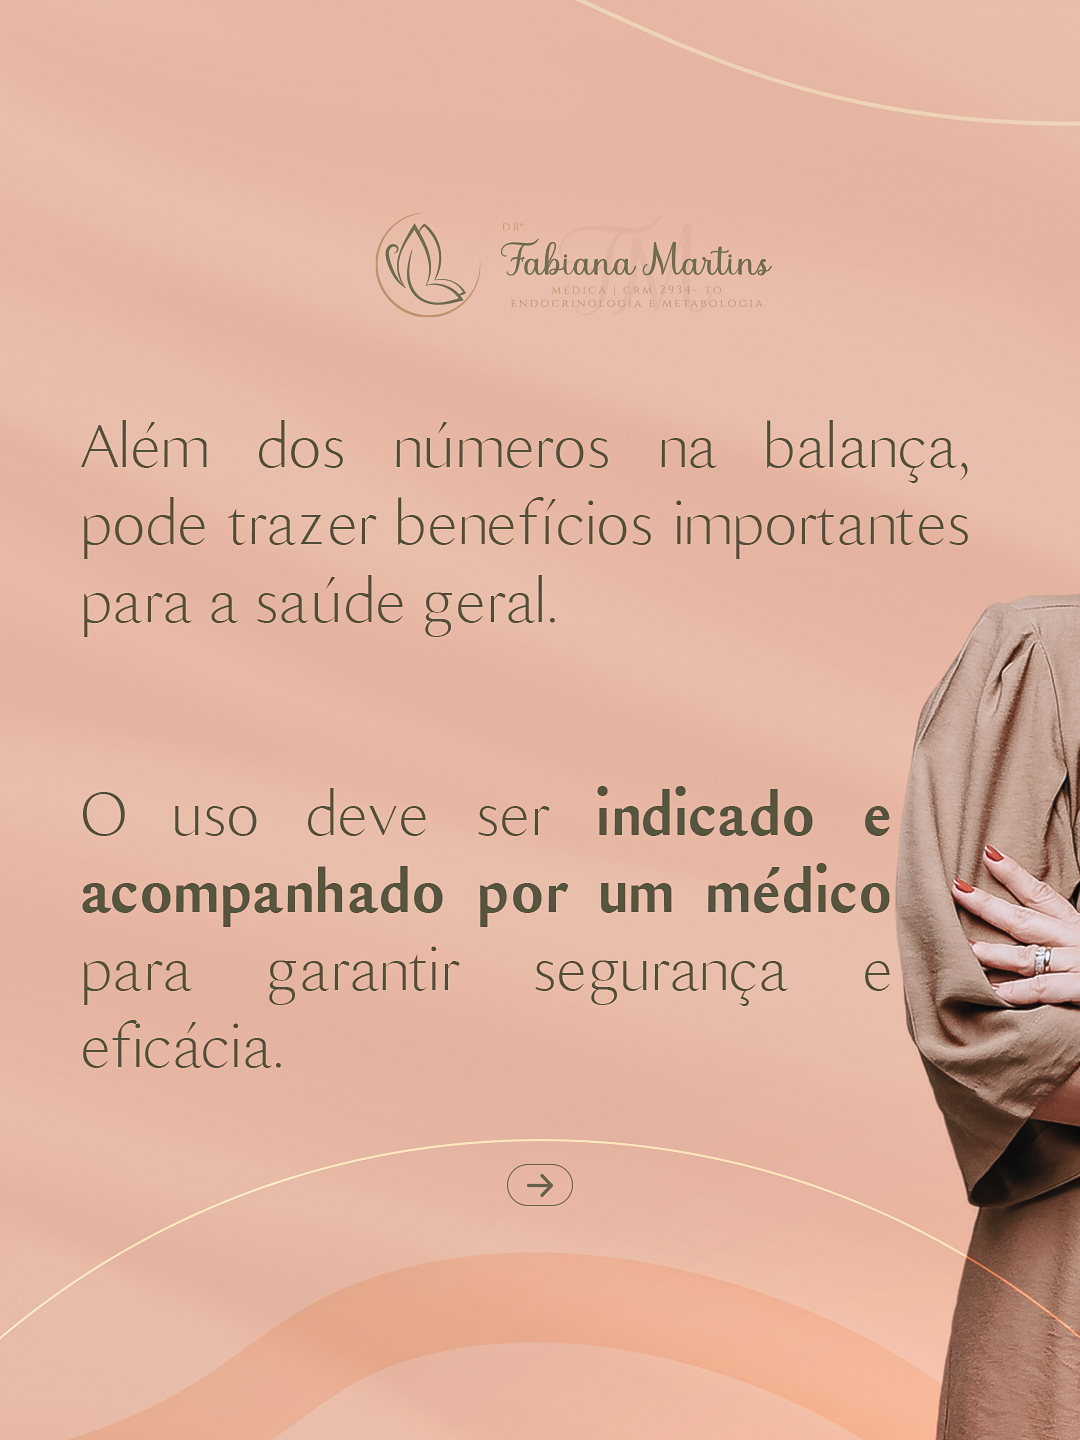 DRª.
Fabiana Martins
MÉDICA | CRM 2934- TO
ENDOCRINOLOGIA E METABOLOGIA
Além dos números na balança,
pode trazer benefícios importantes
para a saúde geral.
O uso deve ser indicado e
acompanhado por um médico
para garantir segurança e
eficácia.